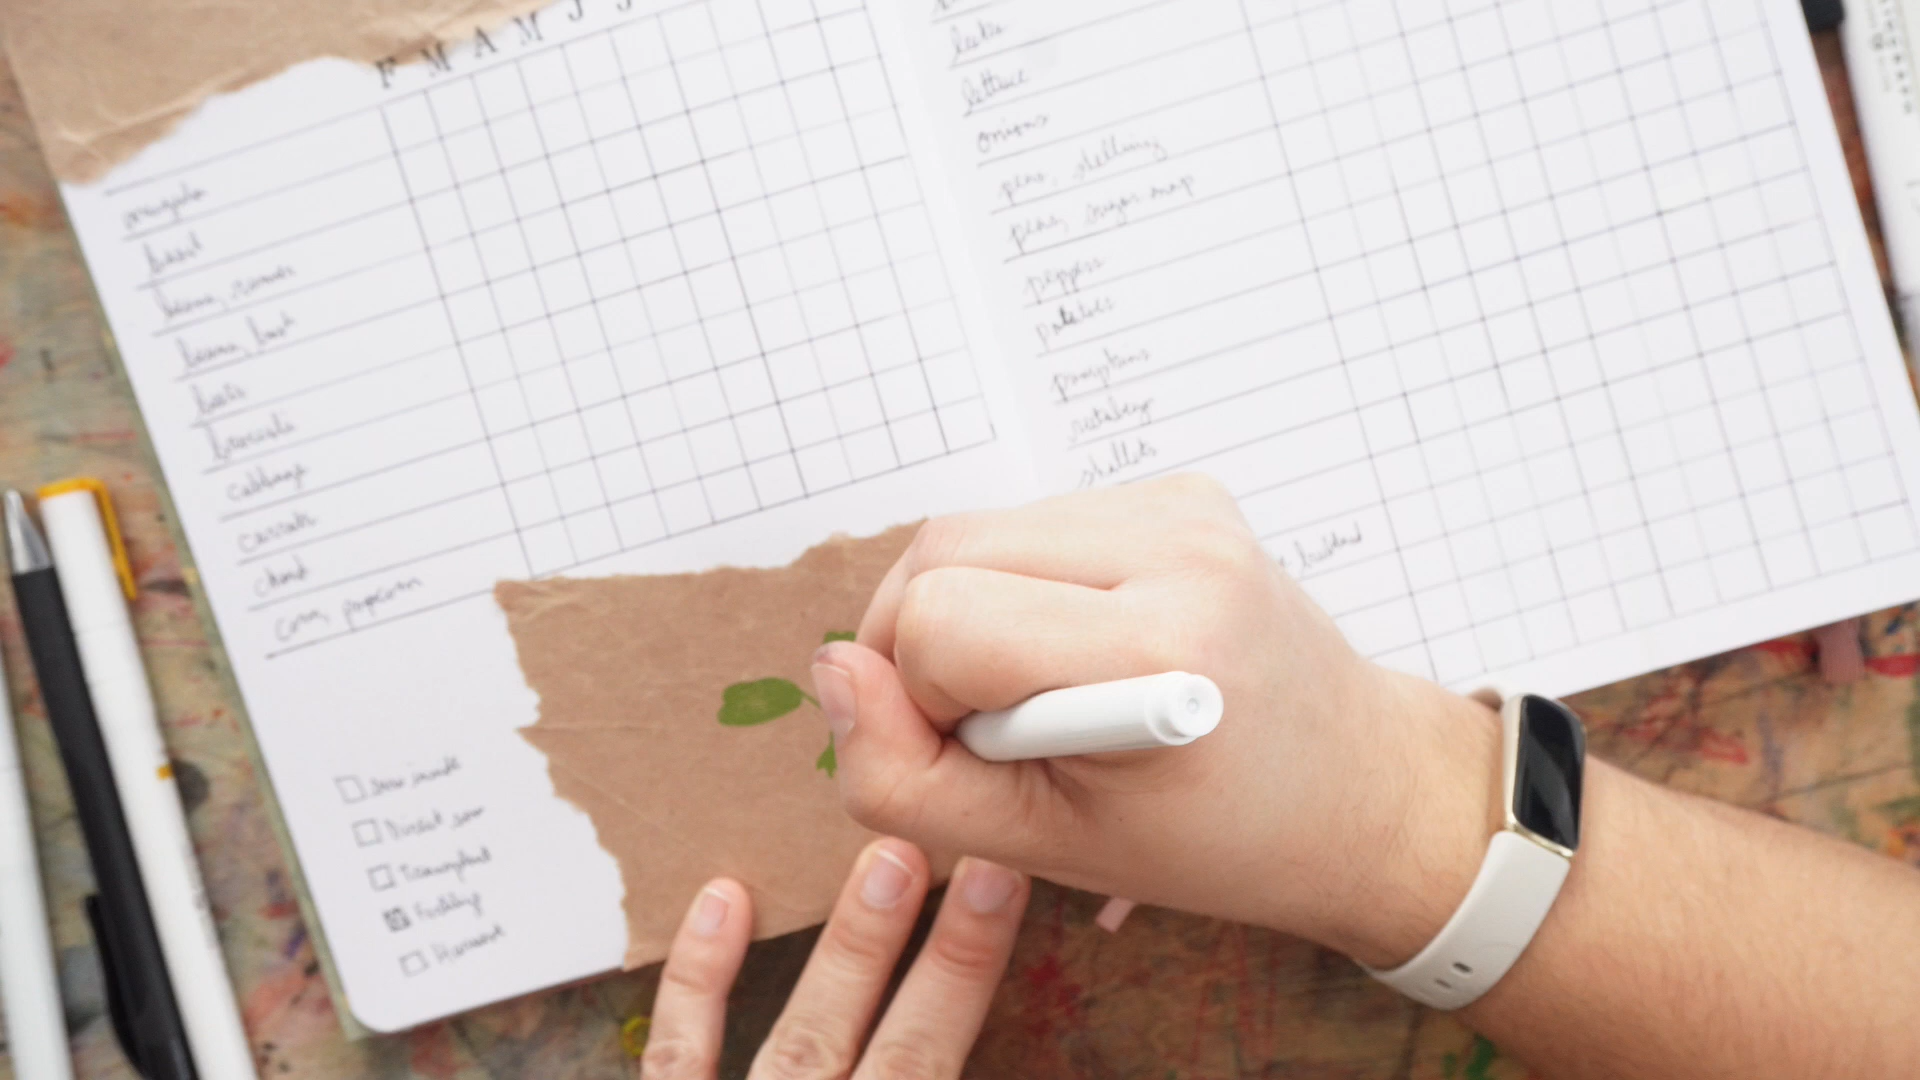 F M A M J J
arugula
basil
beans, runner
beans, bush
beets
broccoli
cabbage
carrots
chard
corn, popcorn
Sow inside
Direct sow
Transplant
Harvest
leeks
lettuce
onions
peas, shelling
peas, sugar snap
peppers
potatoes
pumpkins
rutabaga
shallots